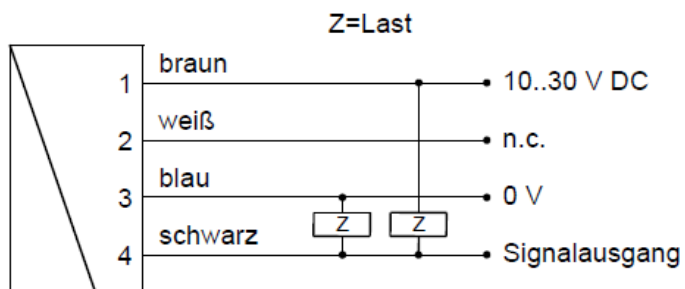 Z=Last
braun
1 10..30 V DC
weiß
2 n.c.
blau
3 0 V
Z Z
schwarz
4 Signalausgang